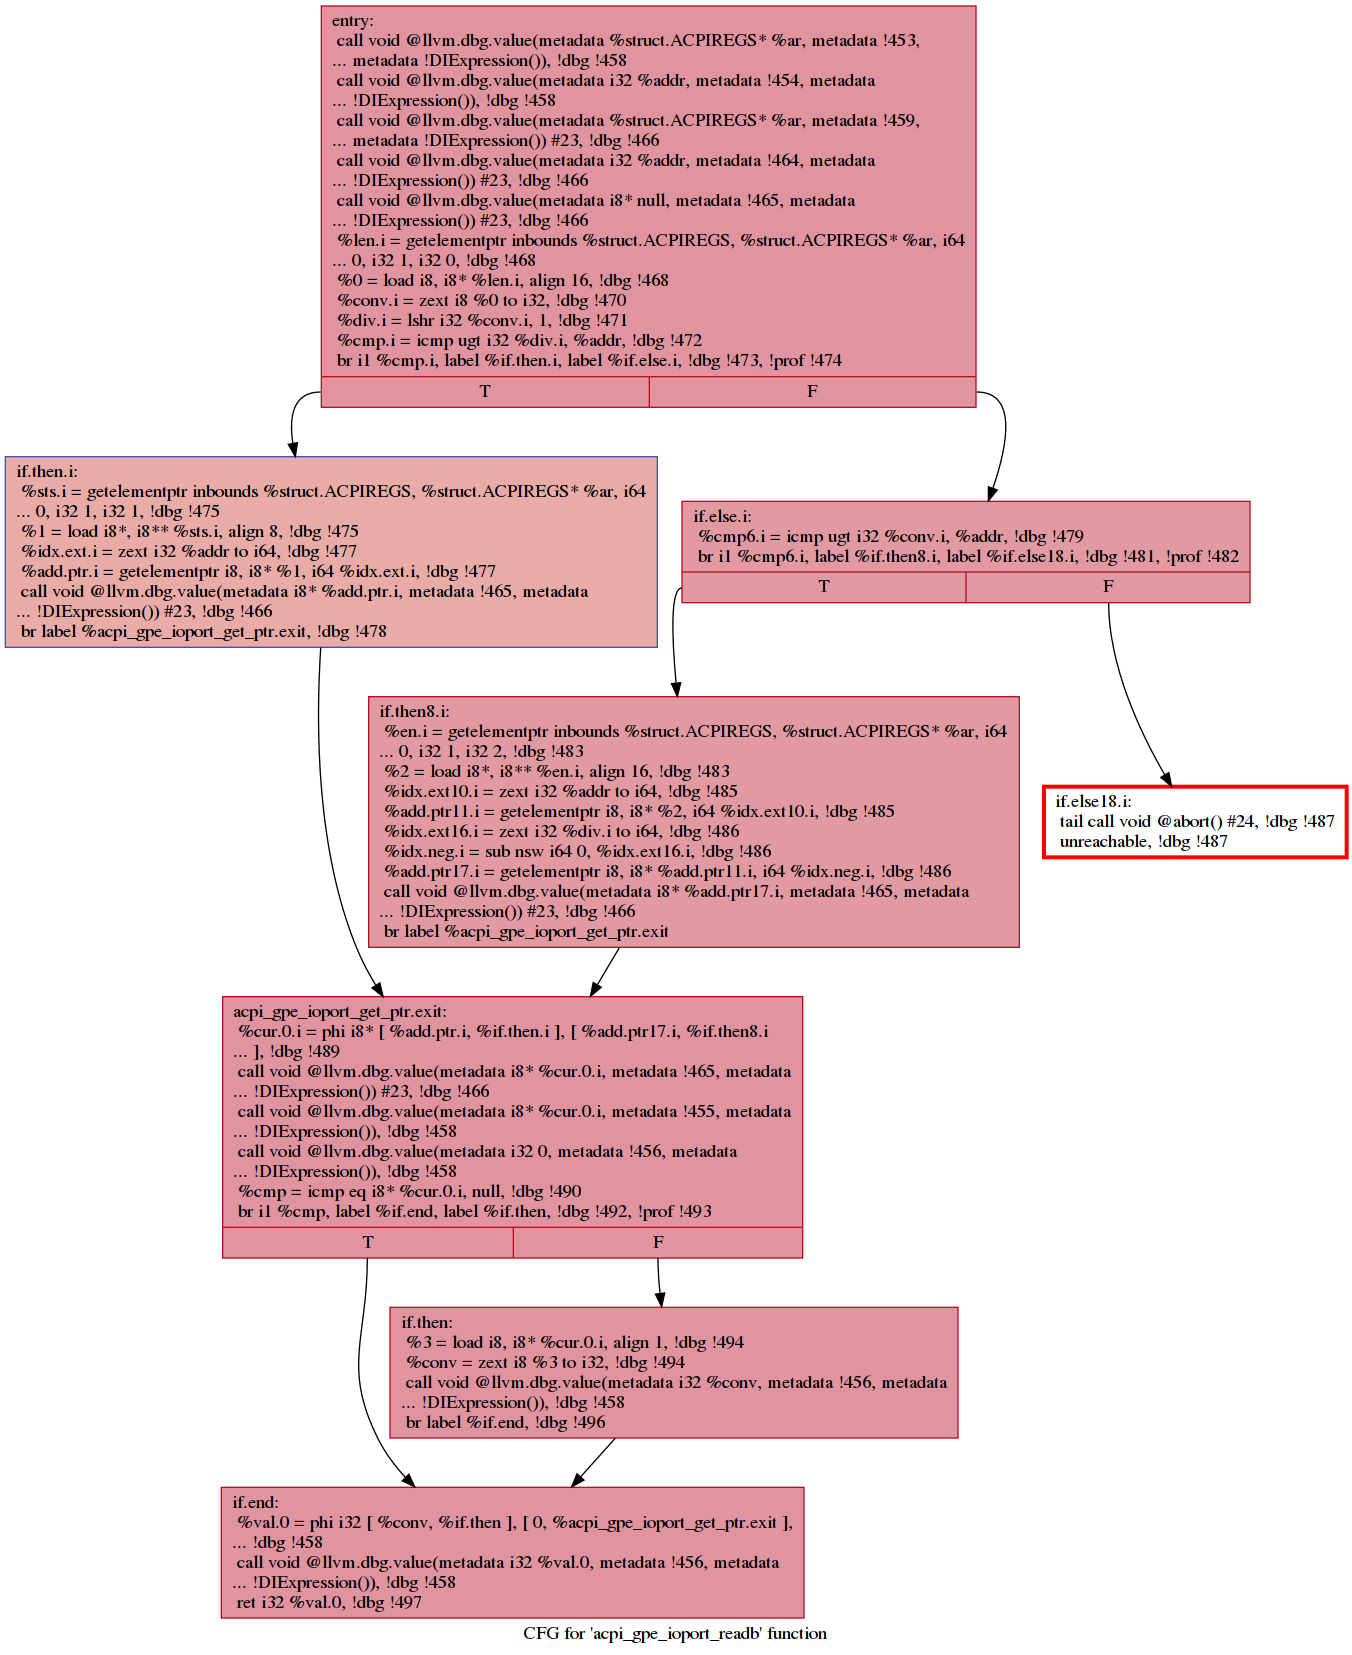 entry:
call void @llvm.dbg.value(metadata %struct.ACPIREGS* %ar, metadata !453,
... metadata !DIExpression()), !dbg !458
call void @llvm.dbg.value(metadata i32 %addr, metadata !454, metadata
... !DIExpression()), !dbg !458
call void @llvm.dbg.value(metadata %struct.ACPIREGS* %ar, metadata !459,
... metadata !DIExpression()) #23, !dbg !466
call void @llvm.dbg.value(metadata i32 %addr, metadata !464, metadata
... !DIExpression()) #23, !dbg !466
call void @llvm.dbg.value(metadata i8* null, metadata !465, metadata
... !DIExpression()) #23, !dbg !466
%len.i = getelementptr inbounds %struct.ACPIREGS, %struct.ACPIREGS* %ar, i64
... 0, i32 1, i32 0, !dbg !468
%0 = load i8, i8* %len.i, align 16, !dbg !468
%conv.i = zext i8 %0 to i32, !dbg !470
%div.i = lshr i32 %conv.i, 1, !dbg !471
%cmp.i = icmp ugt i32 %div.i, %addr, !dbg !472
br i1 %cmp.i, label %if.then.i, label %if.else.i, !dbg !473, !prof !474
T F
if.then.i:
%sts.i = getelementptr inbounds %struct.ACPIREGS, %struct.ACPIREGS* %ar, i64
... 0, i32 1, i32 1, !dbg !475
%1 = load i8*, i8** %sts.i, align 8, !dbg !475
%idx.ext.i = zext i32 %addr to i64, !dbg !477
%add.ptr.i = getelementptr i8, i8* %1, i64 %idx.ext.i, !dbg !477
call void @llvm.dbg.value(metadata i8* %add.ptr.i, metadata !465, metadata
... !DIExpression()) #23, !dbg !466
br label %acpi_gpe_ioport_get_ptr.exit, !dbg !478
if.else.i:
%cmp6.i = icmp ugt i32 %conv.i, %addr, !dbg !479
br i1 %cmp6.i, label %if.then8.i, label %if.else18.i, !dbg !481, !prof !482
T F
if.then8.i:
%en.i = getelementptr inbounds %struct.ACPIREGS, %struct.ACPIREGS* %ar, i64
... 0, i32 1, i32 2, !dbg !483
%2 = load i8*, i8** %en.i, align 16, !dbg !483
%idx.ext10.i = zext i32 %addr to i64, !dbg !485
%add.ptr11.i = getelementptr i8, i8* %2, i64 %idx.ext10.i, !dbg !485
%idx.ext16.i = zext i32 %div.i to i64, !dbg !486
%idx.neg.i = sub nsw i64 0, %idx.ext16.i, !dbg !486
%add.ptr17.i = getelementptr i8, i8* %add.ptr11.i, i64 %idx.neg.i, !dbg !486
call void @llvm.dbg.value(metadata i8* %add.ptr17.i, metadata !465, metadata
... !DIExpression()) #23, !dbg !466
br label %acpi_gpe_ioport_get_ptr.exit
if.else18.i:
tail call void @abort() #24, !dbg !487
unreachable, !dbg !487
acpi_gpe_ioport_get_ptr.exit:
%cur.0.i = phi i8* [ %add.ptr.i, %if.then.i ], [ %add.ptr17.i, %if.then8.i
... ], !dbg !489
call void @llvm.dbg.value(metadata i8* %cur.0.i, metadata !465, metadata
... !DIExpression()) #23, !dbg !466
call void @llvm.dbg.value(metadata i8* %cur.0.i, metadata !455, metadata
... !DIExpression()), !dbg !458
call void @llvm.dbg.value(metadata i32 0, metadata !456, metadata
... !DIExpression()), !dbg !458
%cmp = icmp eq i8* %cur.0.i, null, !dbg !490
br i1 %cmp, label %if.end, label %if.then, !dbg !492, !prof !493
T F
if.then:
%3 = load i8, i8* %cur.0.i, align 1, !dbg !494
%conv = zext i8 %3 to i32, !dbg !494
call void @llvm.dbg.value(metadata i32 %conv, metadata !456, metadata
... !DIExpression()), !dbg !458
br label %if.end, !dbg !496
if.end:
%val.0 = phi i32 [ %conv, %if.then ], [ 0, %acpi_gpe_ioport_get_ptr.exit ],
... !dbg !458
call void @llvm.dbg.value(metadata i32 %val.0, metadata !456, metadata
... !DIExpression()), !dbg !458
ret i32 %val.0, !dbg !497
CFG for 'acpi_gpe_ioport_readb' function